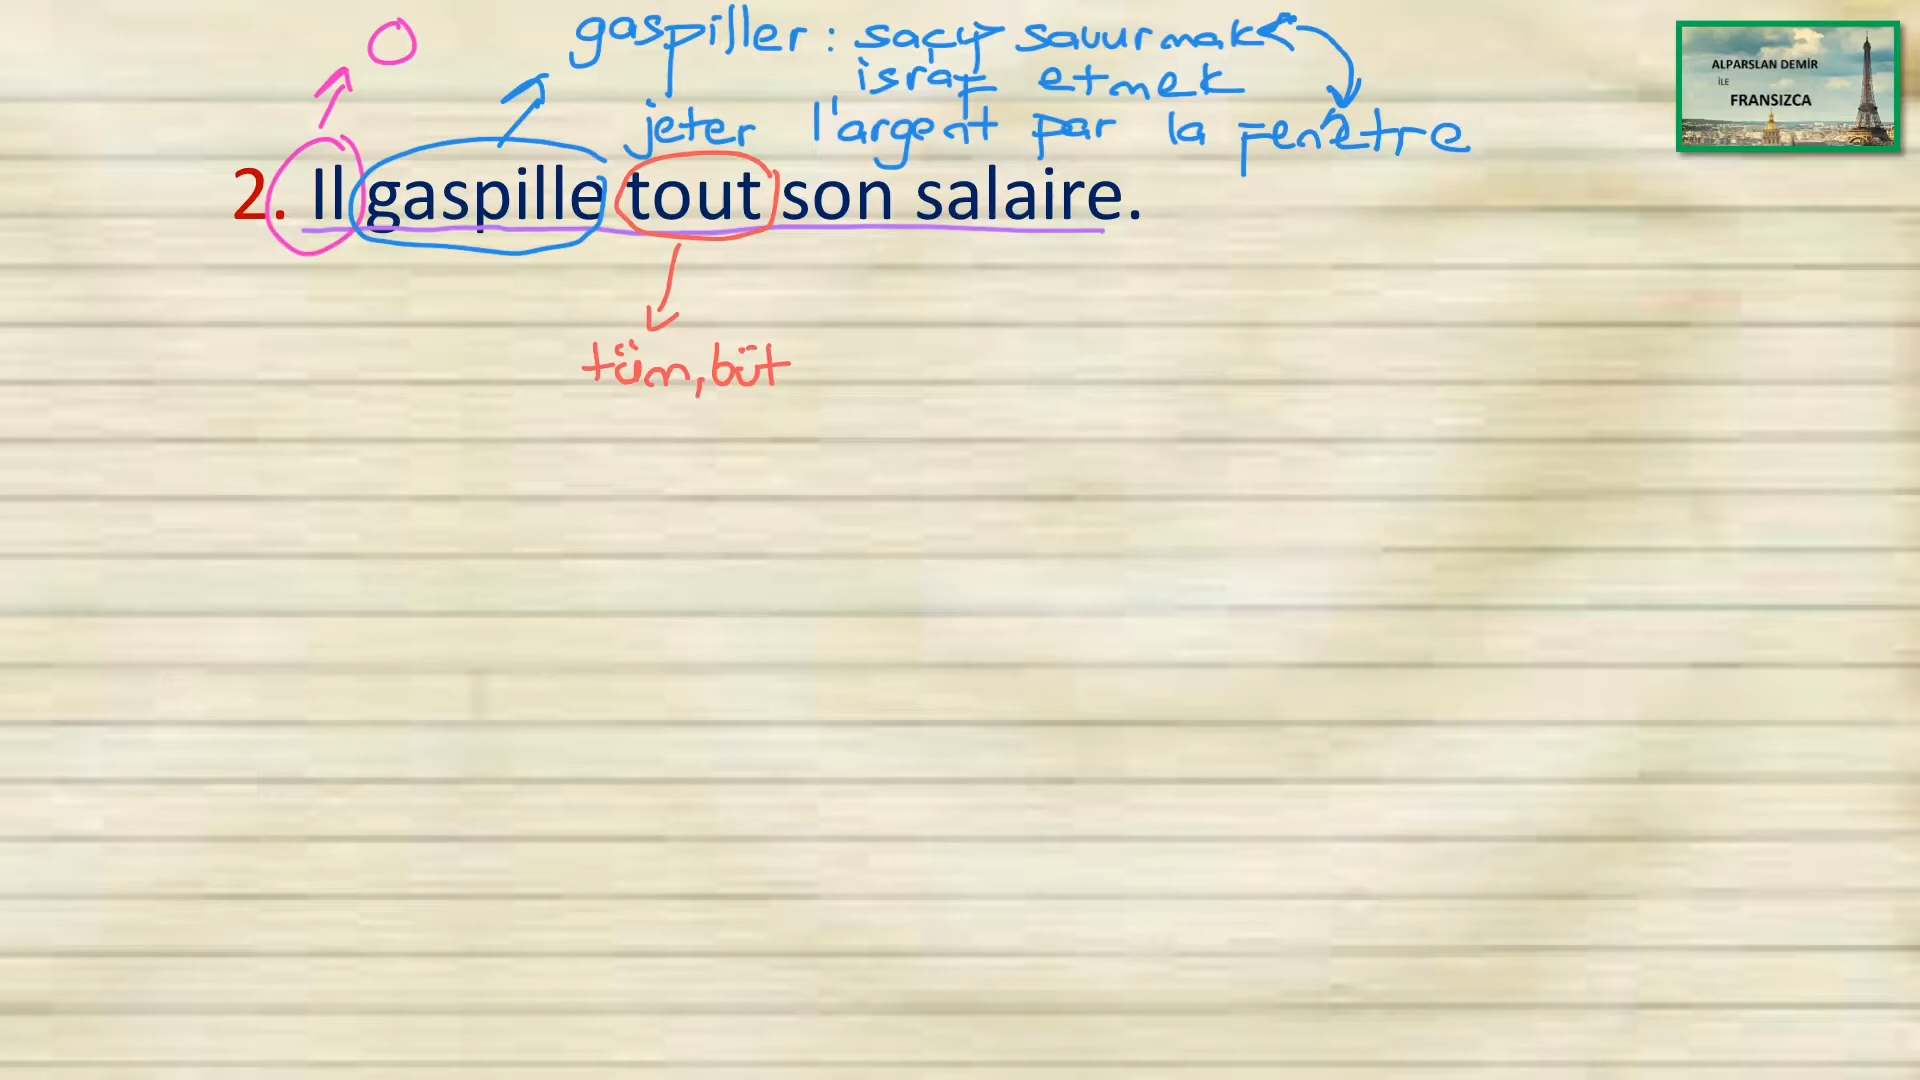 O
gaspiller : saçıp savurmak
israf etmek
jeter l'argent par la fenêtre
2. Il gaspille tout son salaire.
tüm, büt
ALPARSLAN DEMİR
İLE
FRANSIZCA